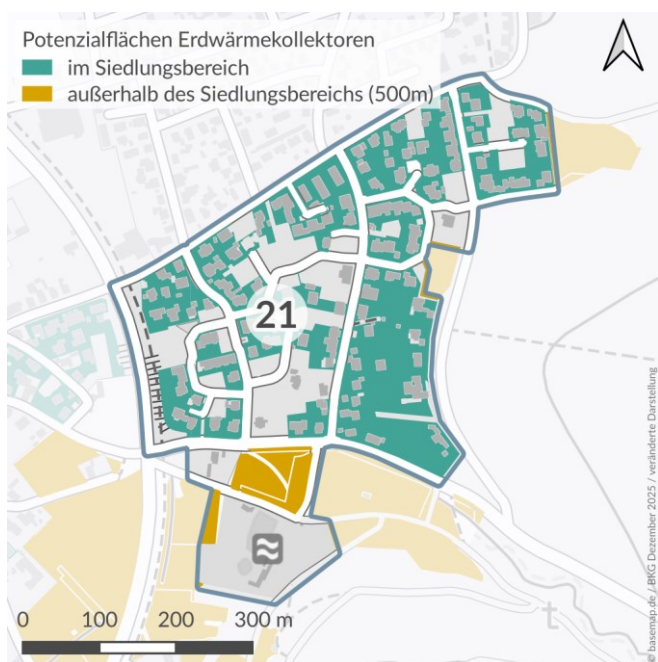 Potenzialflächen Erdwärmekollektoren
im Siedlungsbereich
außerhalb des Siedlungsbereichs (500m)
21
t
0 100 200 300 m
© basemap.de / BKG Dezember 2025 / veränderte Darstellung